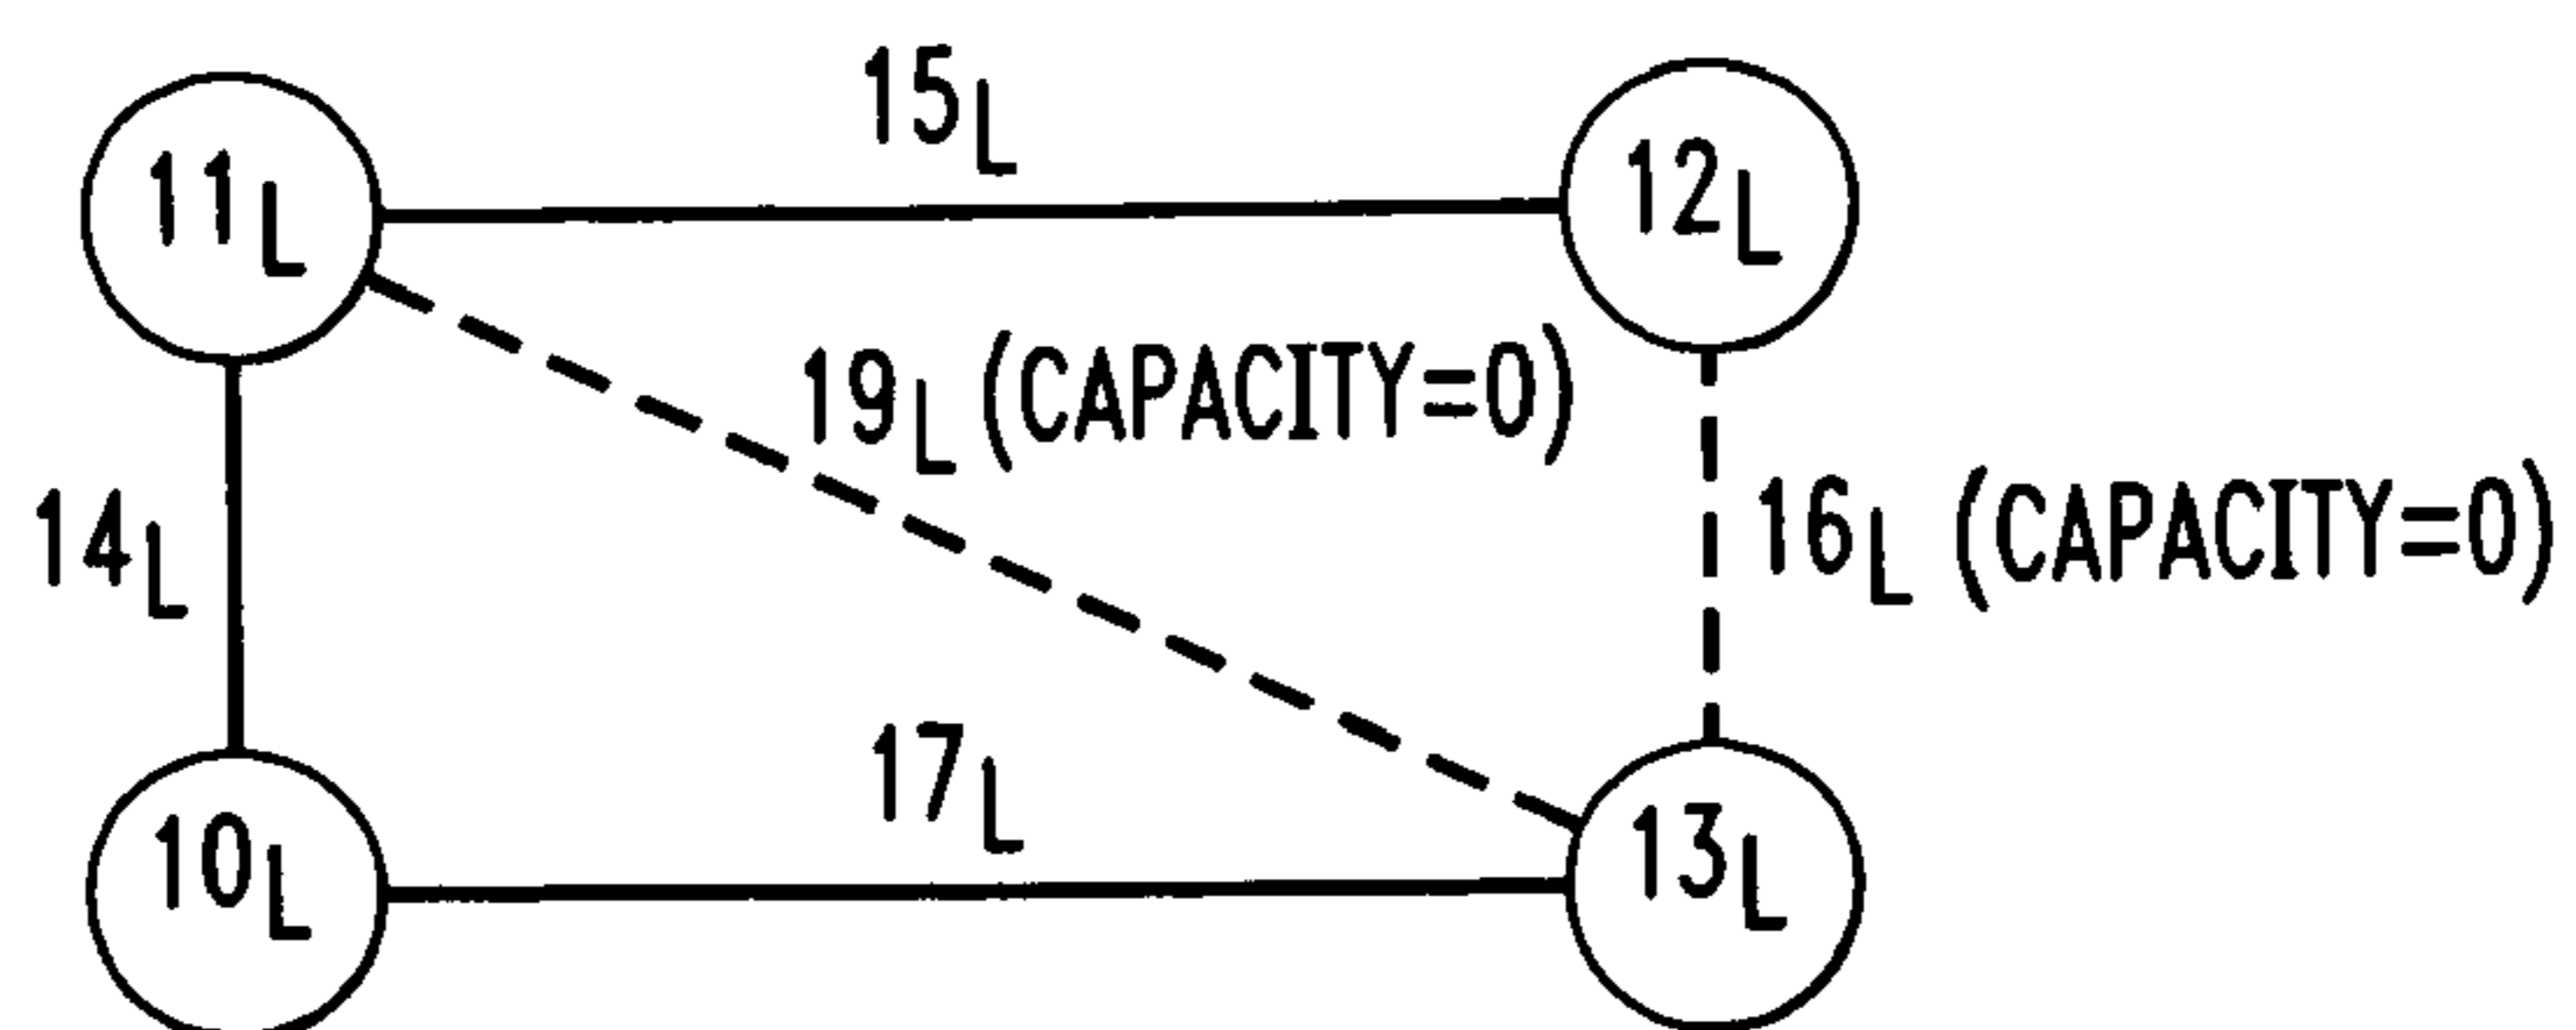 15L
11L
12L
19L (CAPACITY=0)
14L
16L (CAPACITY=0)
17L
10L
13L